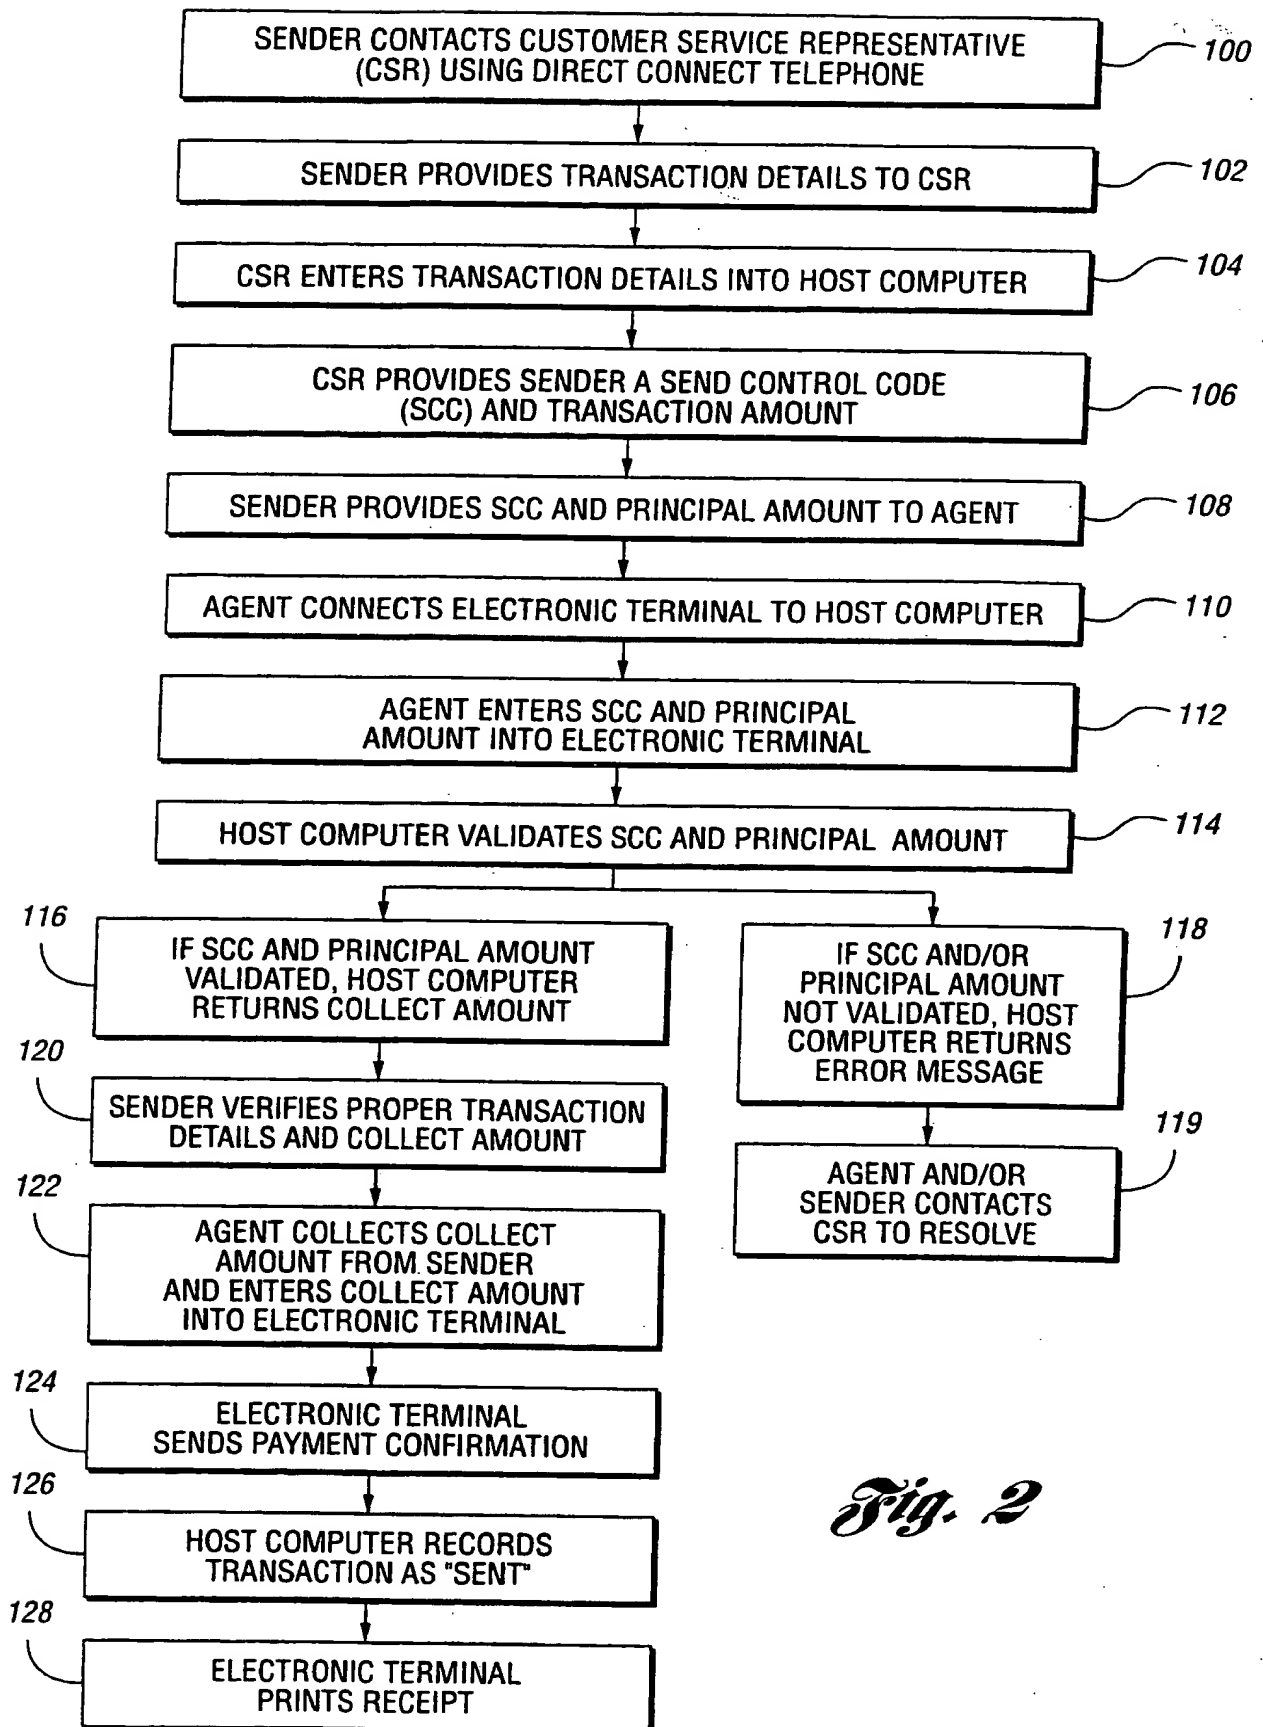 SENDER CONTACTS CUSTOMER SERVICE REPRESENTATIVE
(CSR) USING DIRECT CONNECT TELEPHONE
100
SENDER PROVIDES TRANSACTION DETAILS TO CSR
102
CSR ENTERS TRANSACTION DETAILS INTO HOST COMPUTER
104
CSR PROVIDES SENDER A SEND CONTROL CODE
(SCC) AND TRANSACTION AMOUNT
106
SENDER PROVIDES SCC AND PRINCIPAL AMOUNT TO AGENT
108
AGENT CONNECTS ELECTRONIC TERMINAL TO HOST COMPUTER
110
AGENT ENTERS SCC AND PRINCIPAL
AMOUNT INTO ELECTRONIC TERMINAL
112
HOST COMPUTER VALIDATES SCC AND PRINCIPAL AMOUNT
114
116
IF SCC AND PRINCIPAL AMOUNT
VALIDATED, HOST COMPUTER
RETURNS COLLECT AMOUNT
118
IF SCC AND/OR
PRINCIPAL AMOUNT
NOT VALIDATED, HOST
COMPUTER RETURNS
ERROR MESSAGE
120
SENDER VERIFIES PROPER TRANSACTION
DETAILS AND COLLECT AMOUNT
119
AGENT AND/OR
SENDER CONTACTS
CSR TO RESOLVE
122
AGENT COLLECTS COLLECT
AMOUNT FROM SENDER
AND ENTERS COLLECT AMOUNT
INTO ELECTRONIC TERMINAL
124
ELECTRONIC TERMINAL
SENDS PAYMENT CONFIRMATION
126
HOST COMPUTER RECORDS
TRANSACTION AS "SENT"
128
ELECTRONIC TERMINAL
PRINTS RECEIPT
Fig. 2